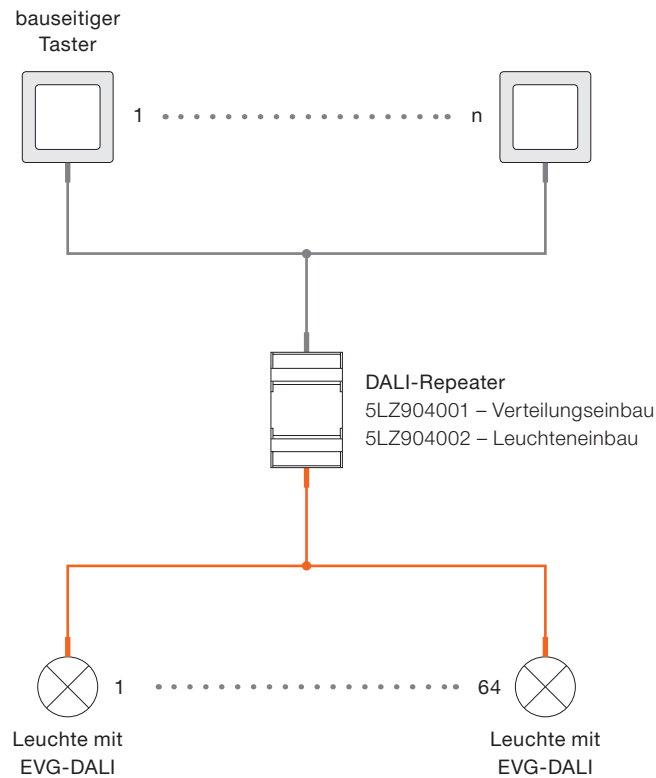 bauseitiger
Taster
1
n
DALI-Repeater
5LZ904001 – Verteilungseinbau
5LZ904002 – Leuchteneinbau
1
64
Leuchte mit
EVG-DALI
Leuchte mit
EVG-DALI